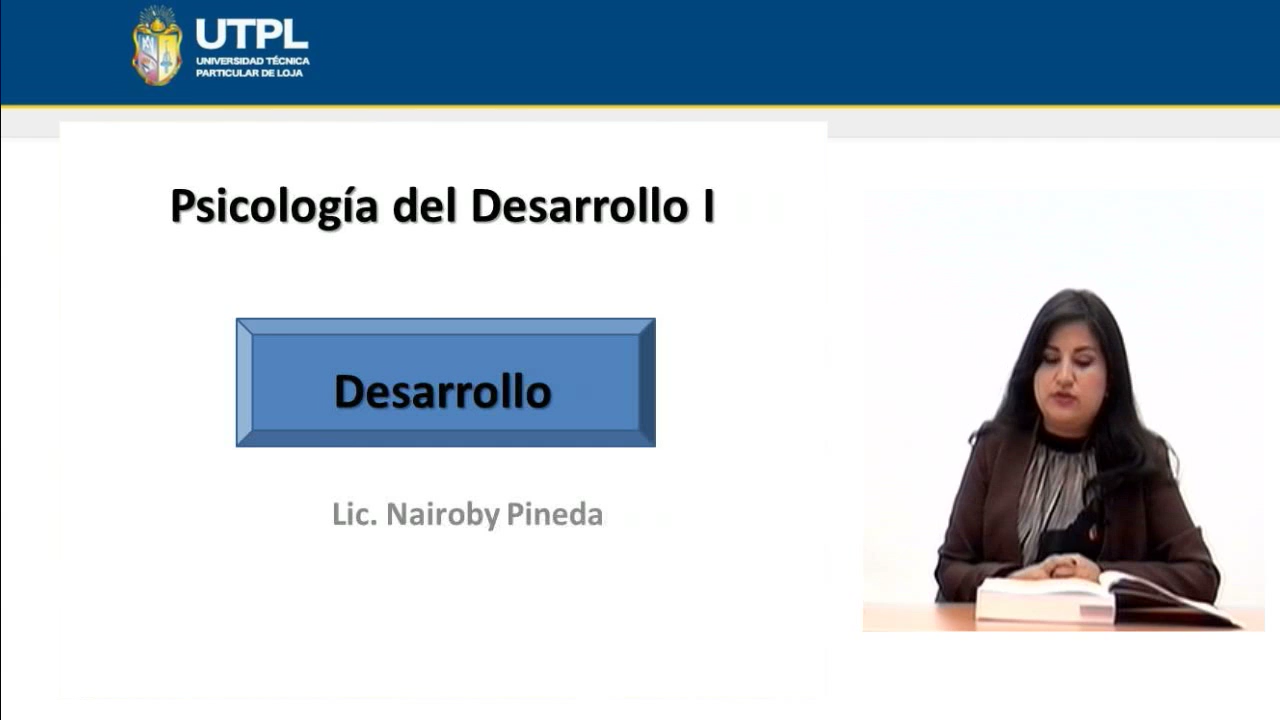 UTPL
UNIVERSIDAD TÉCNICA
PARTICULAR DE LOJA
Psicología del Desarrollo I
Desarrollo
Lic. Nairoby Pineda